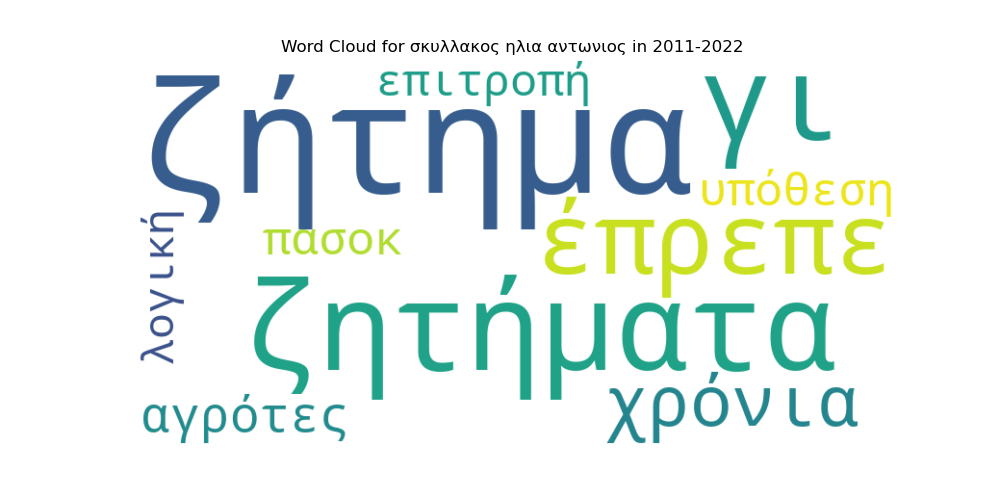 Word Cloud for σκυλλακος ηλια αντωνιος in 2011-2022
επιτροπή
ζήτημα
γι
υπόθεση
λογική
πασοκ
έπρεπε
ζητήματα
αγρότες
χρόνια